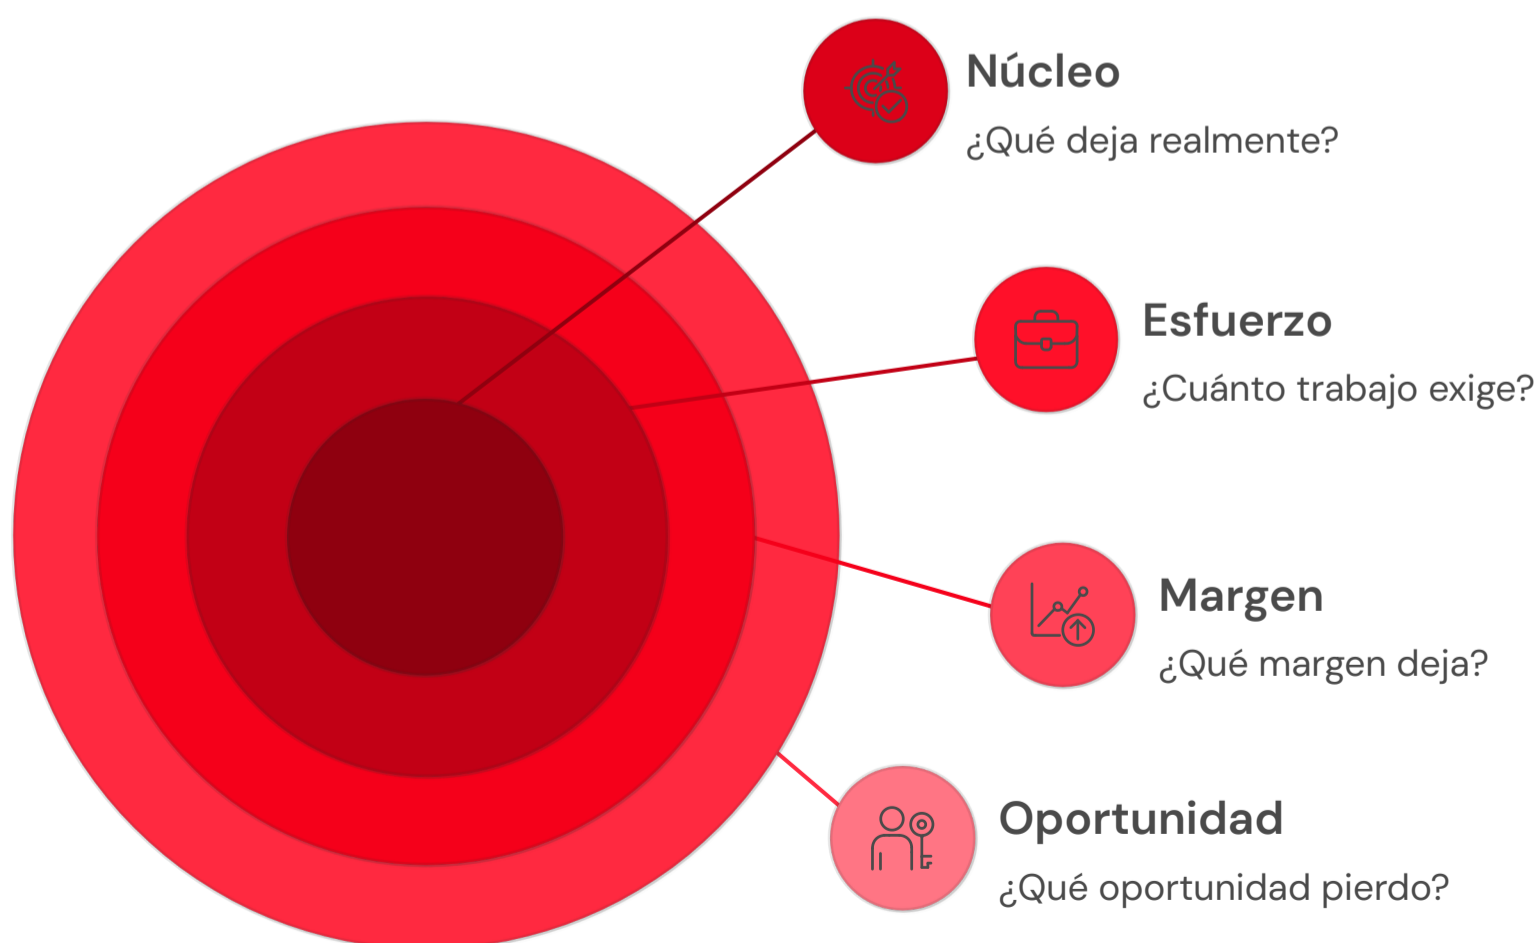 Núcleo
¿Qué deja realmente?
Esfuerzo
¿Cuánto trabajo exige?
Margen
¿Qué margen deja?
Oportunidad
¿Qué oportunidad pierdo?